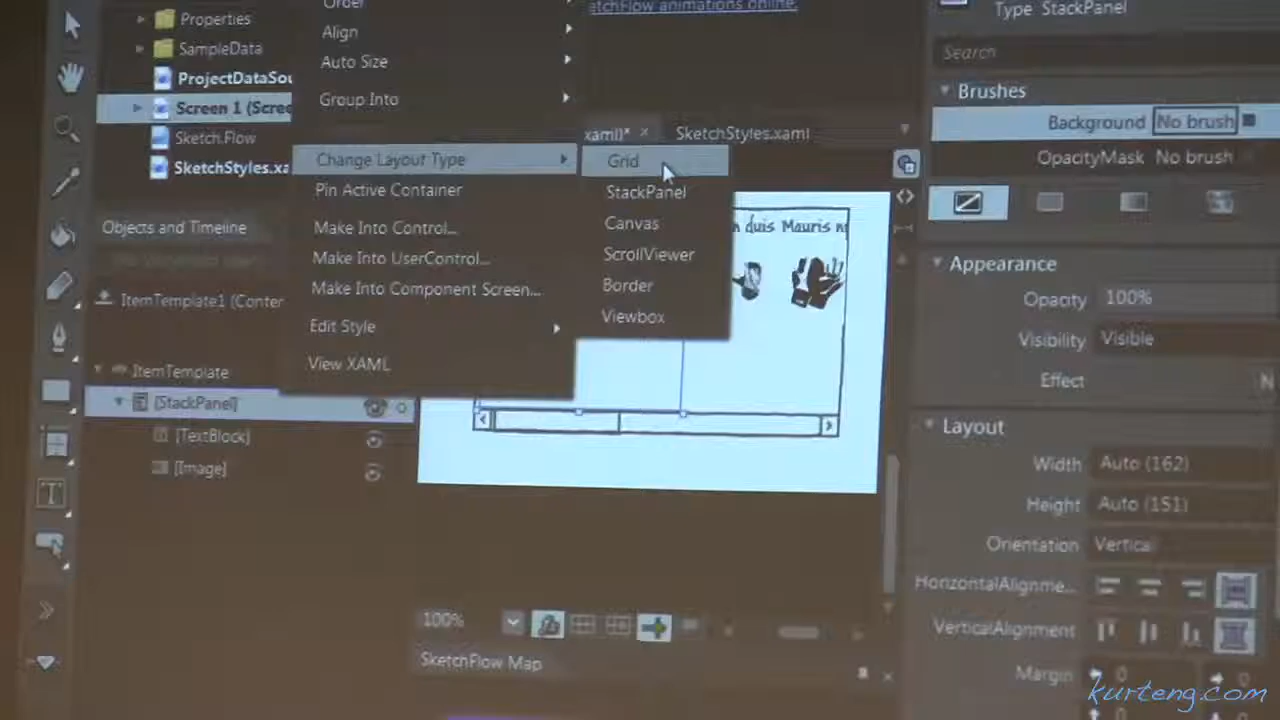 Order
Align
Auto Size
Group Into
Change Layout Type
Pin Active Container
Make Into Control...
Make Into UserControl...
Make Into Component Screen...
Edit Style
View XAML
Properties
SampleData
ProjectDataSou
Screen 1 (Scree
Sketch.Flow
SketchStyles.xa
Objects and Timeline
ItemTemplate1 (Conten
ItemTemplate
[StackPanel]
[TextBlock]
[Image]
etchFlow animations online.
xaml)* ×
SketchStyles.xaml
Grid
StackPanel
Canvas
ScrollViewer
Border
Viewbox
duis Mauris
100%
SketchFlow Map
Type StackPanel
Search
Brushes
Background No brush
OpacityMask No brush
Appearance
Opacity 100%
Visibility Visible
Effect N
Layout
Width Auto (162)
Height Auto (151)
Orientation Vertical
HorizontalAlignme...
VerticalAlignment
Margin 0 0
kurteng.com